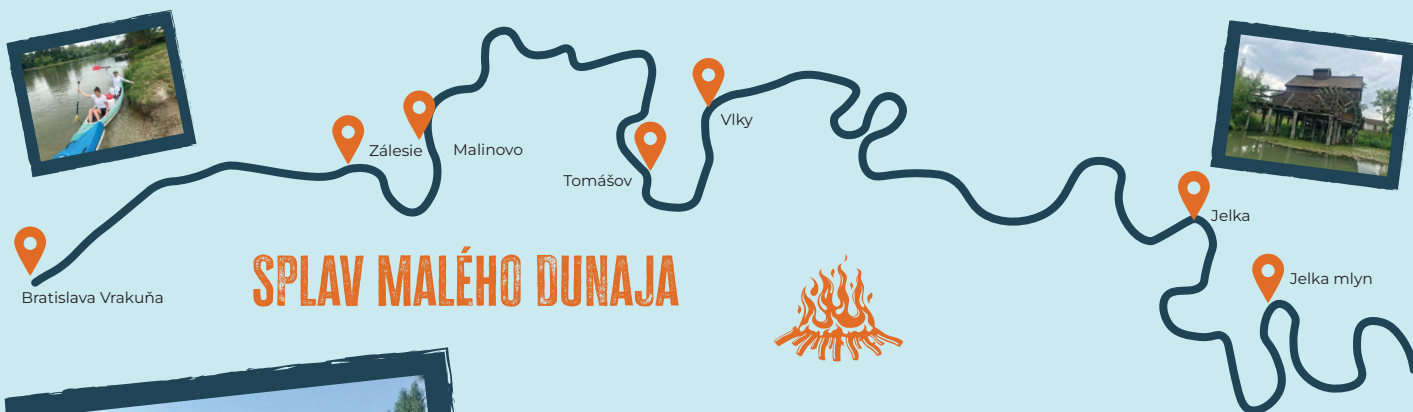 Vlky
Zálesie
Malinovo
Tomášov
Jelka
Jelka mlyn
Bratislava Vrakuňa
SPLAV MALÉHO DUNAJA